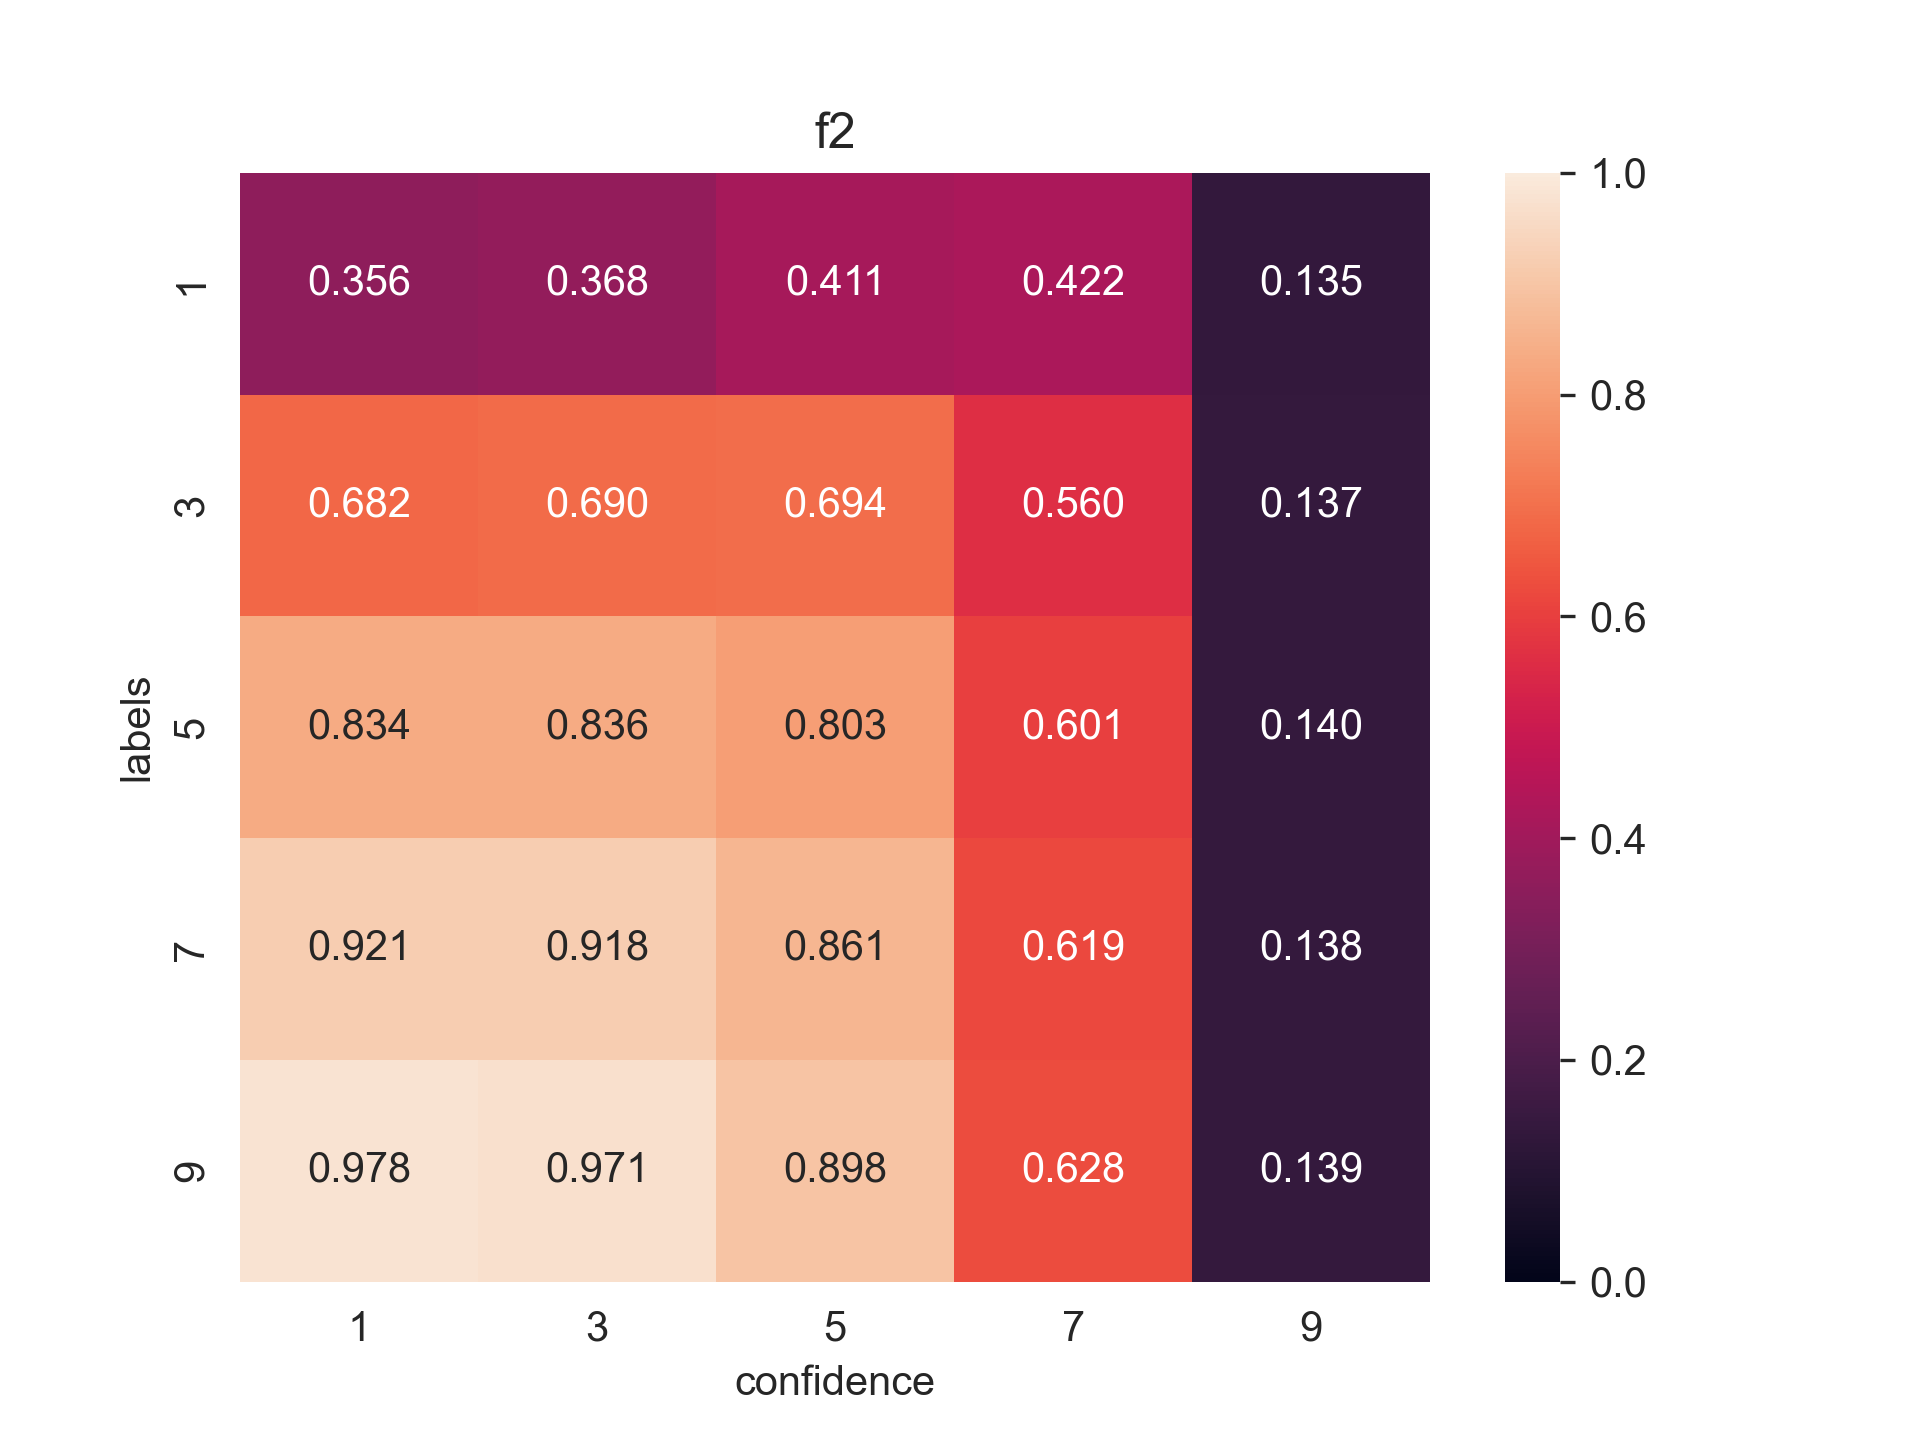 f2
1 0.356 0.368 0.411 0.422 0.135 1.0
3 0.682 0.690 0.694 0.560 0.137 0.8
labels 5 0.834 0.836 0.803 0.601 0.140 0.6
7 0.921 0.918 0.861 0.619 0.138 0.4
9 0.978 0.971 0.898 0.628 0.139 0.2
0.0
1 3 5 7 9
confidence